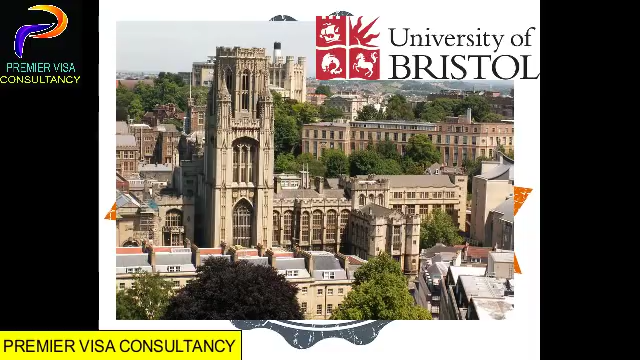 PREMIER VISA
CONSULTANCY
University of
BRISTOL
PREMIER VISA CONSULTANCY